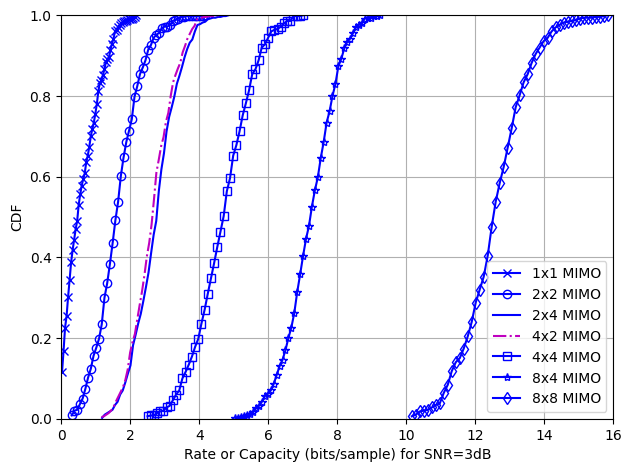 1.0
0.8
0.6
0.4
0.2
0.0
CDF
1x1 MIMO
2x2 MIMO
2x4 MIMO
4x2 MIMO
4x4 MIMO
8x4 MIMO
8x8 MIMO
0 2 4 6 8 10 12 14 16
Rate or Capacity (bits/sample) for SNR=3dB